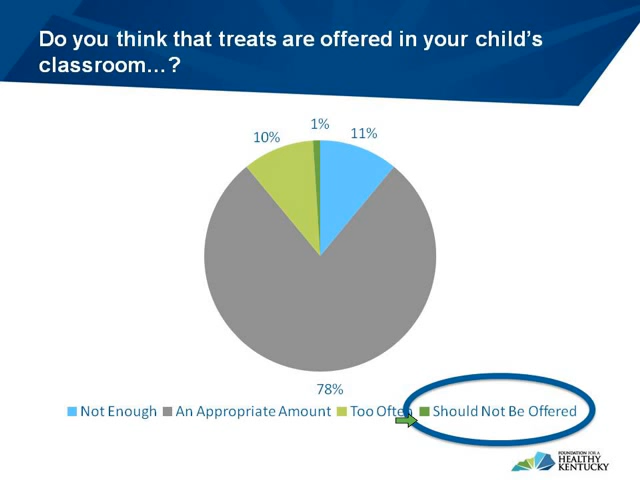 Do you think that treats are offered in your child's
classroom...?
1%
10%
11%
78%
Not Enough An Appropriate Amount Too Often Should Not Be Offered
FOUNDATION FOR A
HEALTHY
KENTUCKY